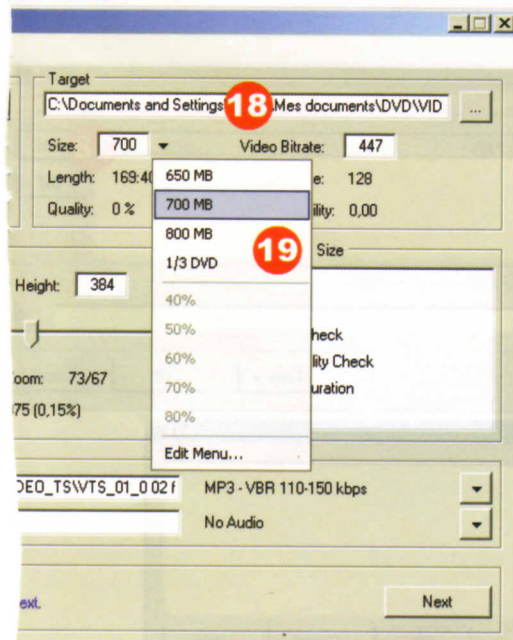 Target
C:\Documents and Settings 18 \Mes documents\DVD\VID ...
Size: 700 Video Bitrate: 447
Length: 169:40 e: 128
Quality: 0 % ility: 0,00
650 MB
700 MB
800 MB
1/3 DVD
19
40%
50%
60%
70%
80%
Edit Menu...
Size
Height: 384
heck
lity Check
uration
oom: 73/67
75 (0,15%)
DEO_TS\VTS_01_0 02 f MP3 - VBR 110-150 kbps
No Audio
ext. Next